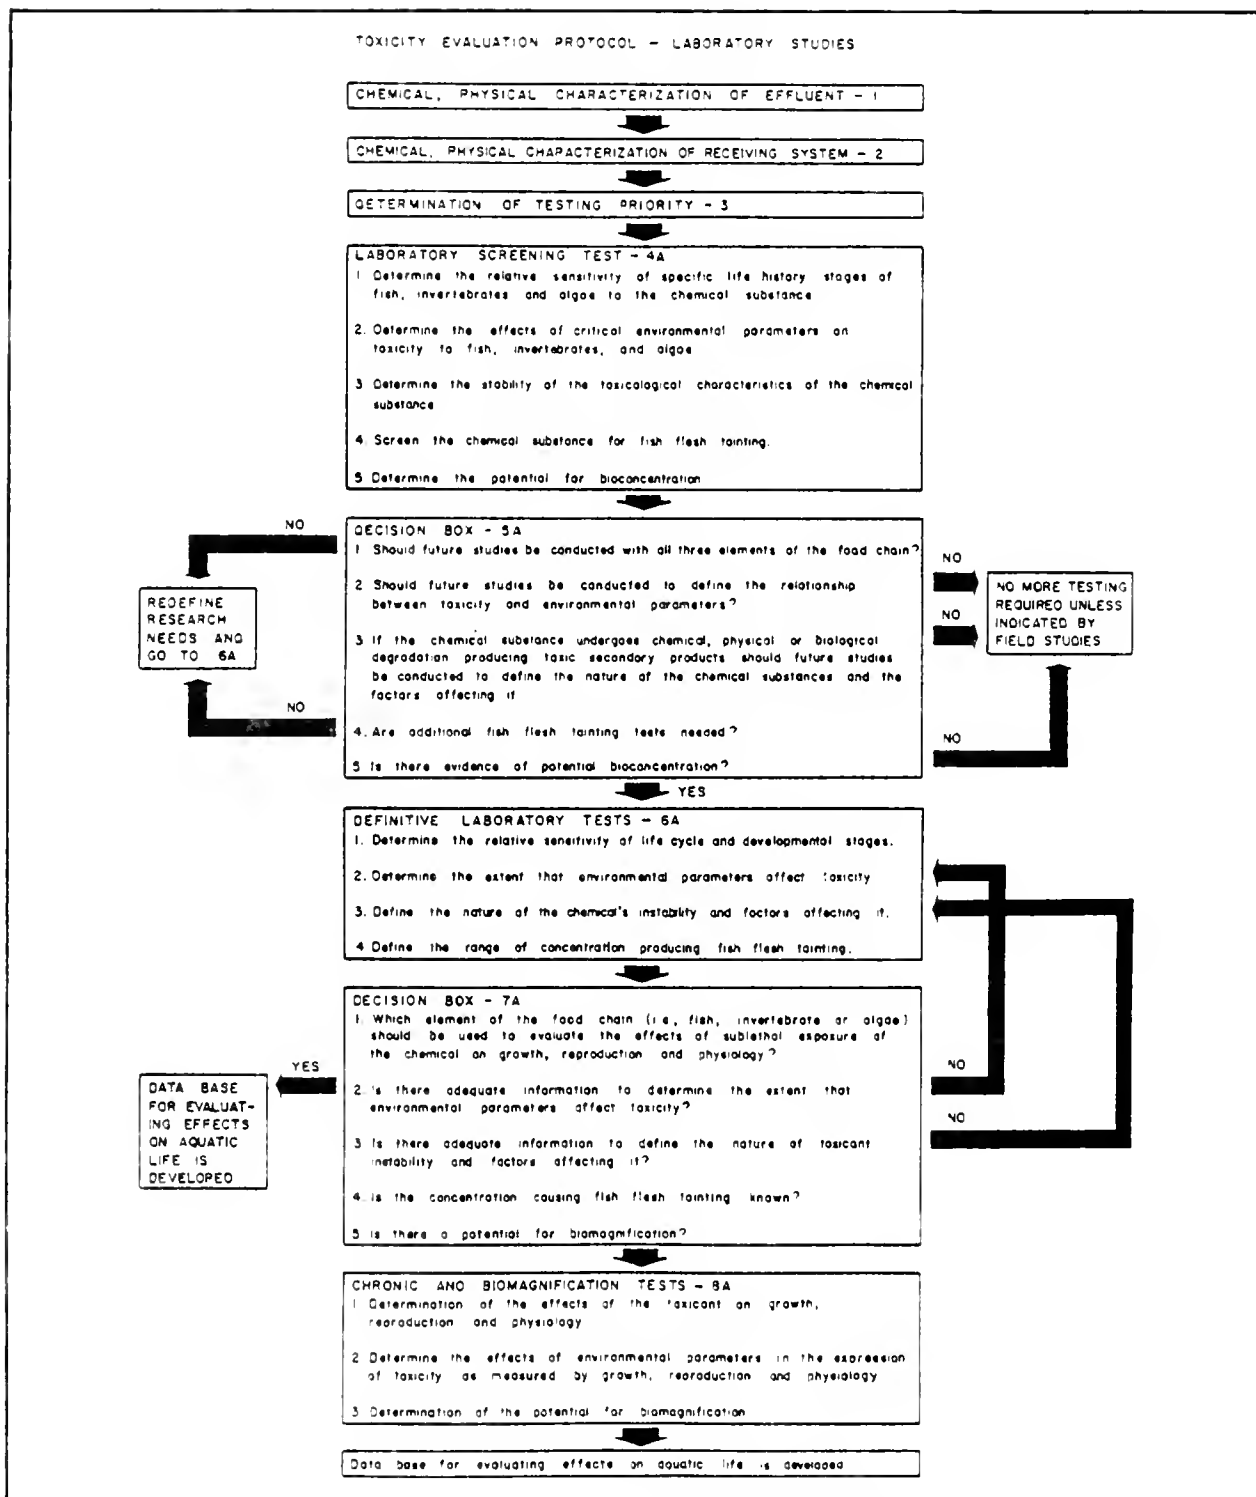 TOXICITY EVALUATION PROTOCOL - LABORATORY STUDIES
CHEMICAL, PHYSICAL CHARACTERIZATION OF EFFLUENT - 1
CHEMICAL, PHYSICAL CHARACTERIZATION OF RECEIVING SYSTEM - 2
DETERMINATION OF TESTING PRIORITY - 3
LABORATORY SCREENING TEST - 4A
1 Determine the relative sensitivity of specific life history stages of
fish, invertebrates and algae to the chemical substance
2. Determine the effects of critical environmental parameters on
toxicity to fish, invertebrates, and algae
3 Determine the stability of the toxicological characteristics of the chemical
substance
4. Screen the chemical substance for fish flesh tainting.
5 Determine the potential for bioconcentration
DECISION BOX - 5A
1. Should future studies be conducted with all three elements of the food chain?
2 Should future studies be conducted to define the relationship
between toxicity and environmental parameters?
3 If the chemical substance undergoes chemical, physical or biological
degradation producing toxic secondary products should future studies
be conducted to define the nature of the chemical substances and the
factors affecting it
4. Are additional fish flesh tainting tests needed?
5 Is there evidence of potential bioconcentration?
NO
REDEFINE
RESEARCH
NEEDS AND
GO TO 6A
NO
NO
NO
NO MORE TESTING
REQUIRED UNLESS
INDICATED BY
FIELD STUDIES
NO
YES
DEFINITIVE LABORATORY TESTS - 6A
1. Determine the relative sensitivity of life cycle and developmental stages.
2. Determine the extent that environmental parameters affect toxicity
3. Define the nature of the chemical's instability and factors affecting it.
4 Define the range of concentration producing fish flesh tainting.
DECISION BOX - 7A
1. Which element of the food chain (i.e., fish, invertebrate or algae)
should be used to evaluate the effects of sublethal exposure of
the chemical on growth, reproduction and physiology?
2. Is there adequate information to determine the extent that
environmental parameters affect toxicity?
3 Is there adequate information to define the nature of toxicant
instability and factors affecting it?
4. Is the concentration causing fish flesh tainting known?
5 Is there a potential for biomagnification?
YES
DATA BASE
FOR EVALUAT-
ING EFFECTS
ON AQUATIC
LIFE IS
DEVELOPED
NO
NO
CHRONIC AND BIOMAGNIFICATION TESTS - 8A
1 Determination of the effects of the toxicant on growth,
reproduction and physiology
2 Determine the effects of environmental parameters in the expression
of toxicity as measured by growth, reproduction and physiology
3 Determination of the potential for biomagnification
Data base for evaluating effects on aquatic life is developed